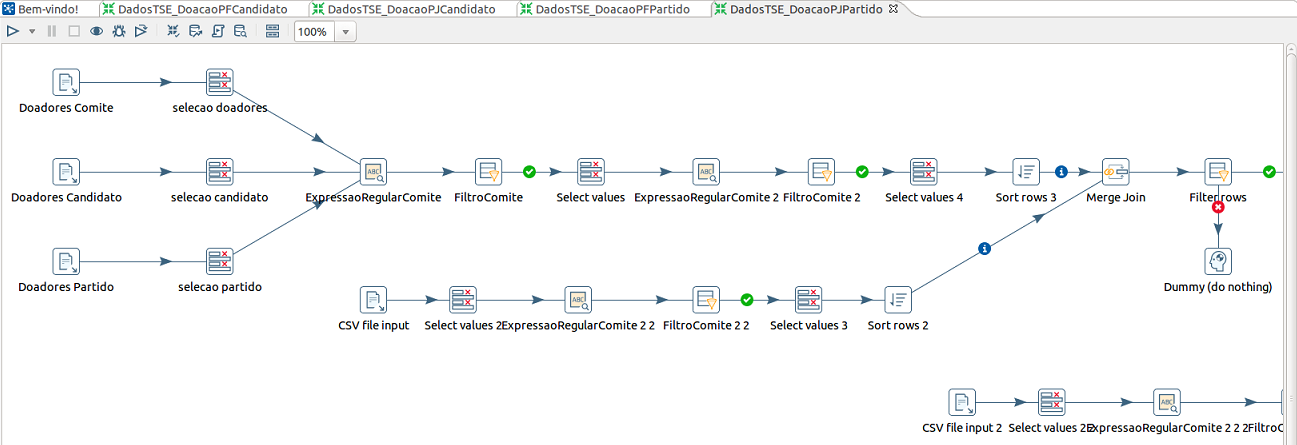 Bem-vindo!
DadosTSE_DoacaoPFCandidato
DadosTSE_DoacaoPJCandidato
DadosTSE_DoacaoPFPartido
DadosTSE_DoacaoPJPartido
100%
Doadores Comite
selecao doadores
Doadores Candidato
selecao candidato
ExpressaoRegularComite
FiltroComite
Select values
ExpressaoRegularComite 2
FiltroComite 2
Select values 4
Sort rows 3
Merge Join
Filter rows
Doadores Partido
selecao partido
Dummy (do nothing)
CSV file input
Select values 2
ExpressaoRegularComite 2 2
FiltroComite 2 2
Select values 3
Sort rows 2
CSV file input 2
Select values 2
ExpressaoRegularComite 2 2 2
FiltroC